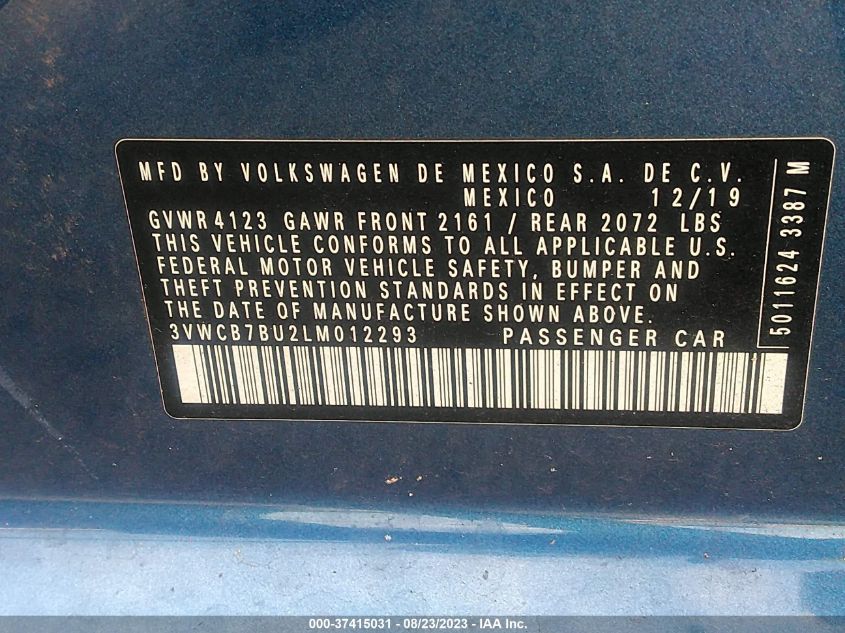 MFD BY VOLKSWAGEN DE MEXICO S.A. DE C.V.
MEXICO 12/19
GVWR 4123 GAWR FRONT 2161 / REAR 2072 LBS
THIS VEHICLE CONFORMS TO ALL APPLICABLE U.S.
FEDERAL MOTOR VEHICLE SAFETY, BUMPER AND
THEFT PREVENTION STANDARDS IN EFFECT ON
THE DATE OF MANUFACTURE SHOWN ABOVE.
3VWCB7BU2LM012293 PASSENGER CAR
5011624 3387 M
000-37415031 - 08/23/2023 - IAA Inc.